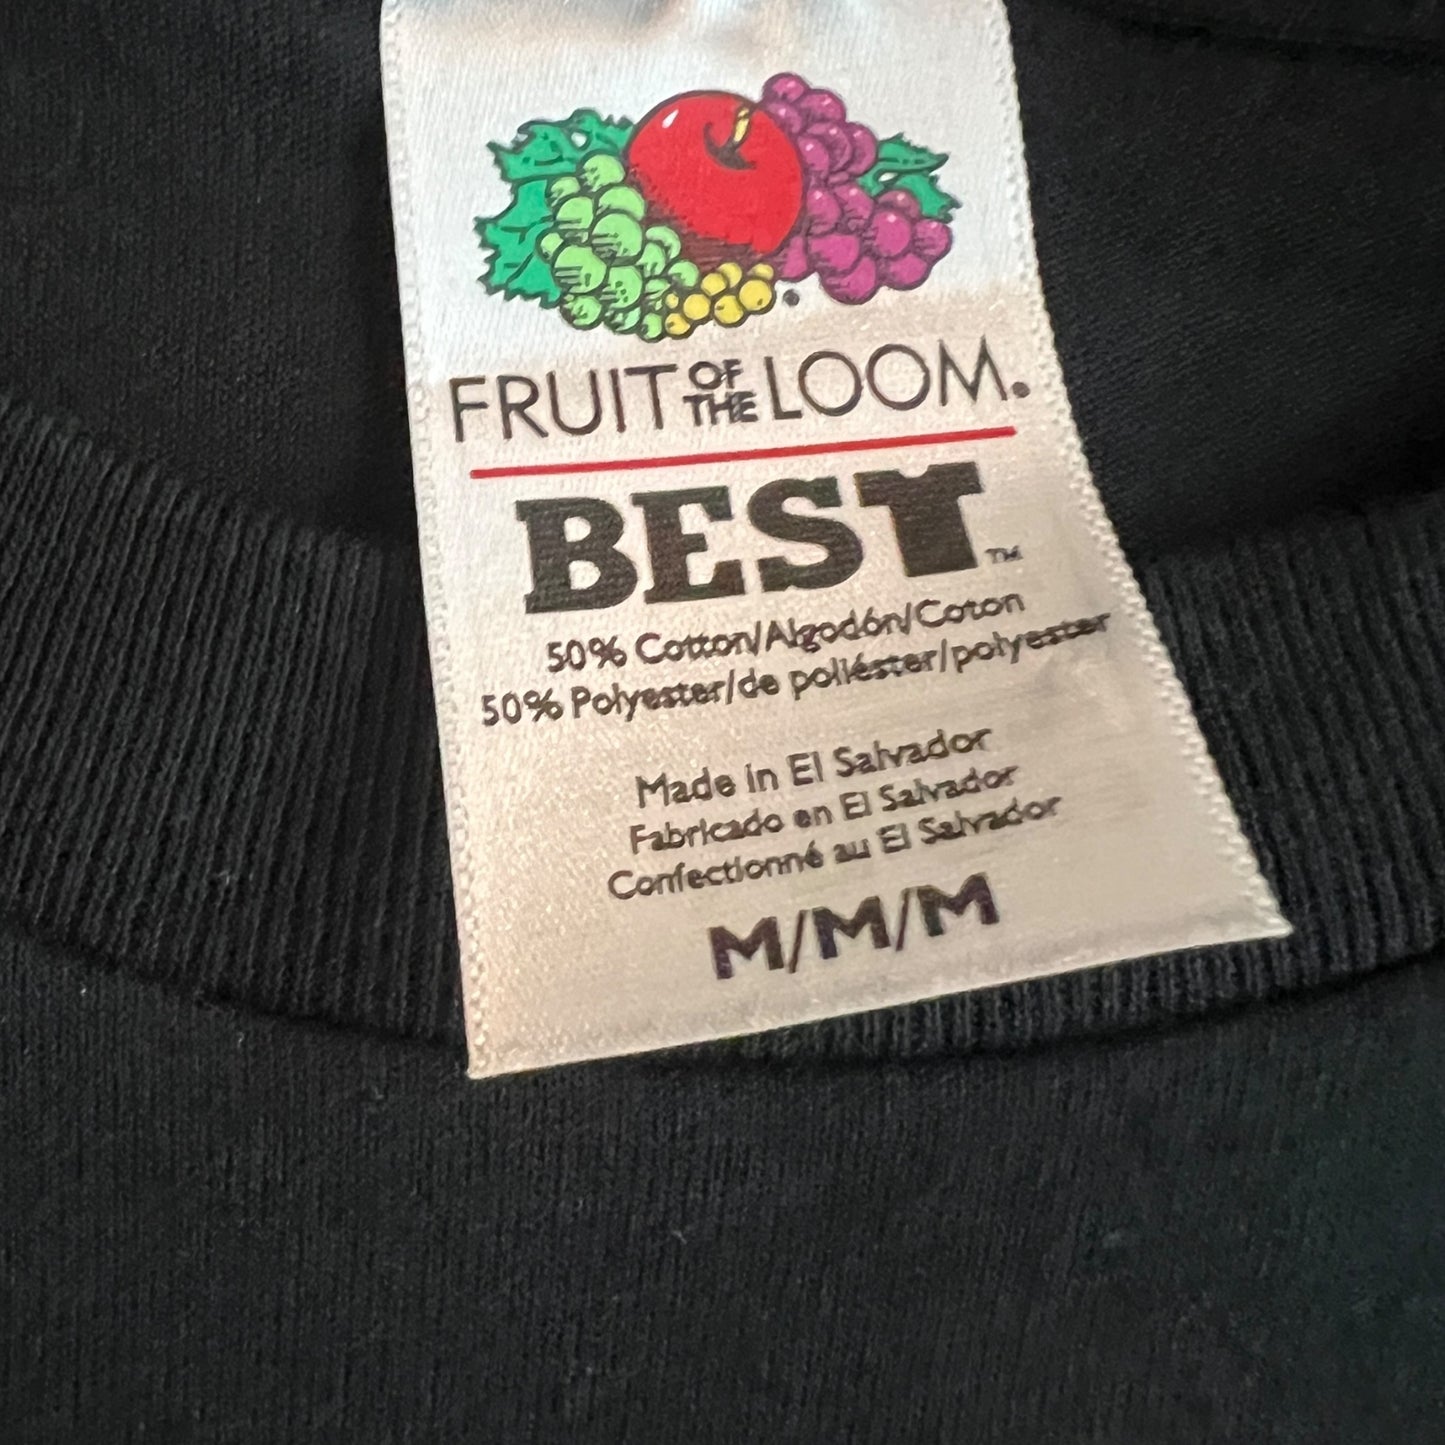 FRUIT OF THE LOOM.
BEST™
50% Cotton/Algodón/Coton
50% Polyester/de poliéster/polyester
Made in El Salvador
Fabricado en El Salvador
Confectionné au El Salvador
M/M/M